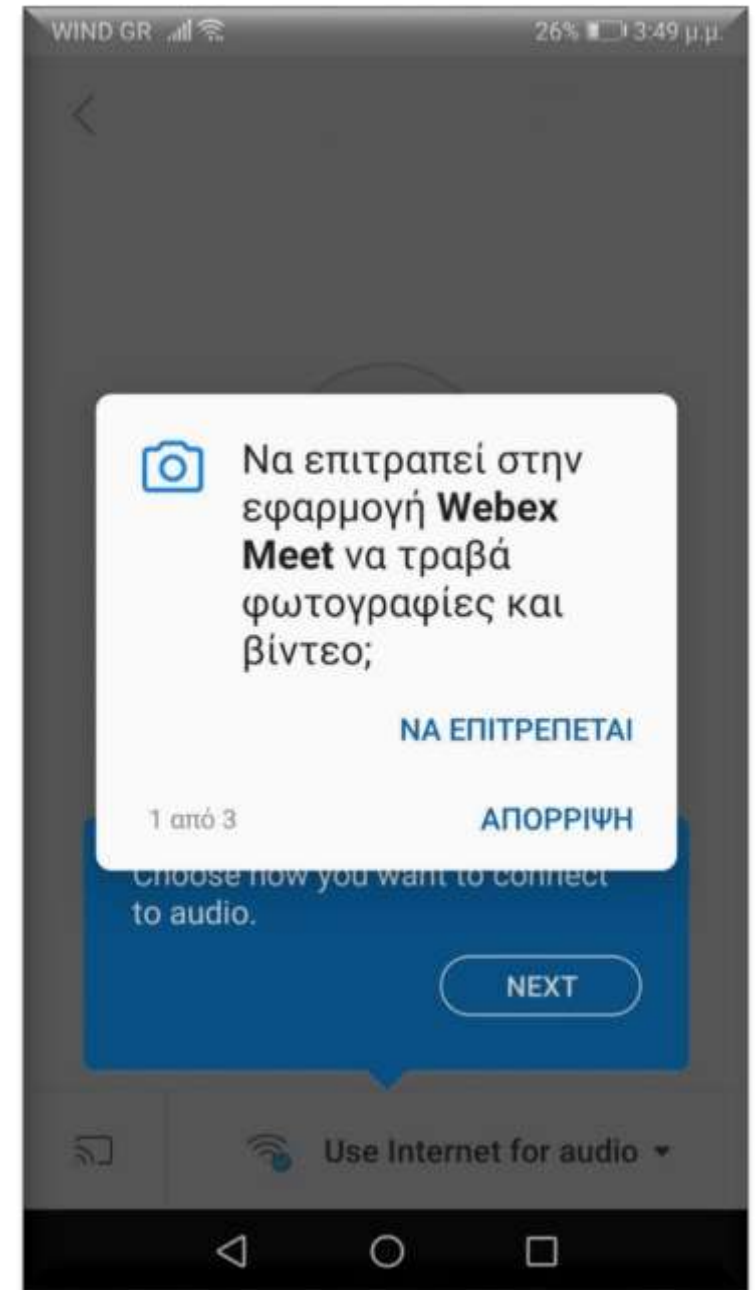 WIND GR 26% 3:49 μ.μ.
Να επιτραπεί στην
εφαρμογή Webex
Meet να τραβά
φωτογραφίες και
βίντεο;
ΝΑ ΕΠΙΤΡΕΠΕΤΑΙ
1 από 3 ΑΠΟΡΡΙΨΗ
Choose how you want to connect
to audio.
NEXT
Use Internet for audio